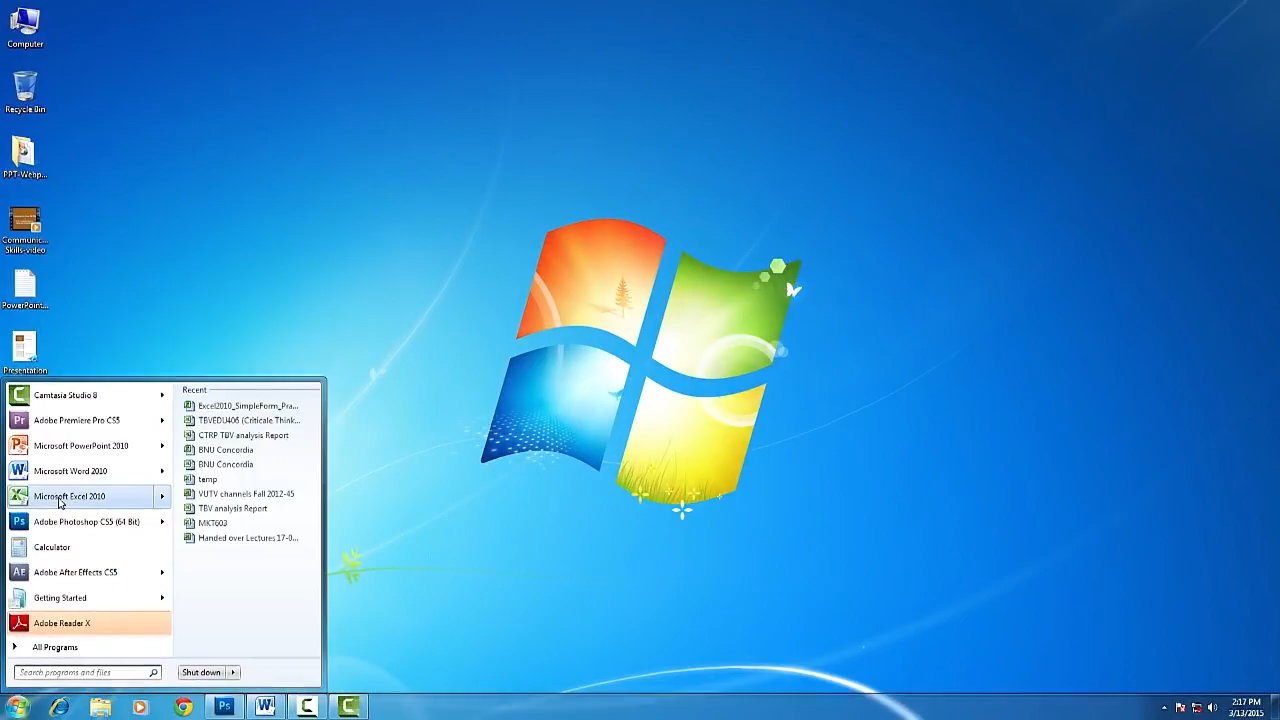 Computer
Recycle Bin
PPT-Webp...
Communic...
Skills-video
PowerPoint...
Presentation
Camtasia Studio 8
Adobe Premiere Pro CS5
Microsoft PowerPoint 2010
Microsoft Word 2010
Microsoft Excel 2010
Adobe Photoshop CS5 (64 Bit)
Calculator
Adobe After Effects CS5
Getting Started
Adobe Reader X
All Programs
Search programs and files
Shut down
Recent
Excel2010_SimpleForm_Pra...
TBVEDU406 (Criticale Think...
CTRP TBV analysis Report
BNU Concordia
BNU Concordia
temp
VUTV channels Fall 2012-45
TBV analysis Report
MKT603
Handed over Lectures 17-0...
2:17 PM
3/13/2015